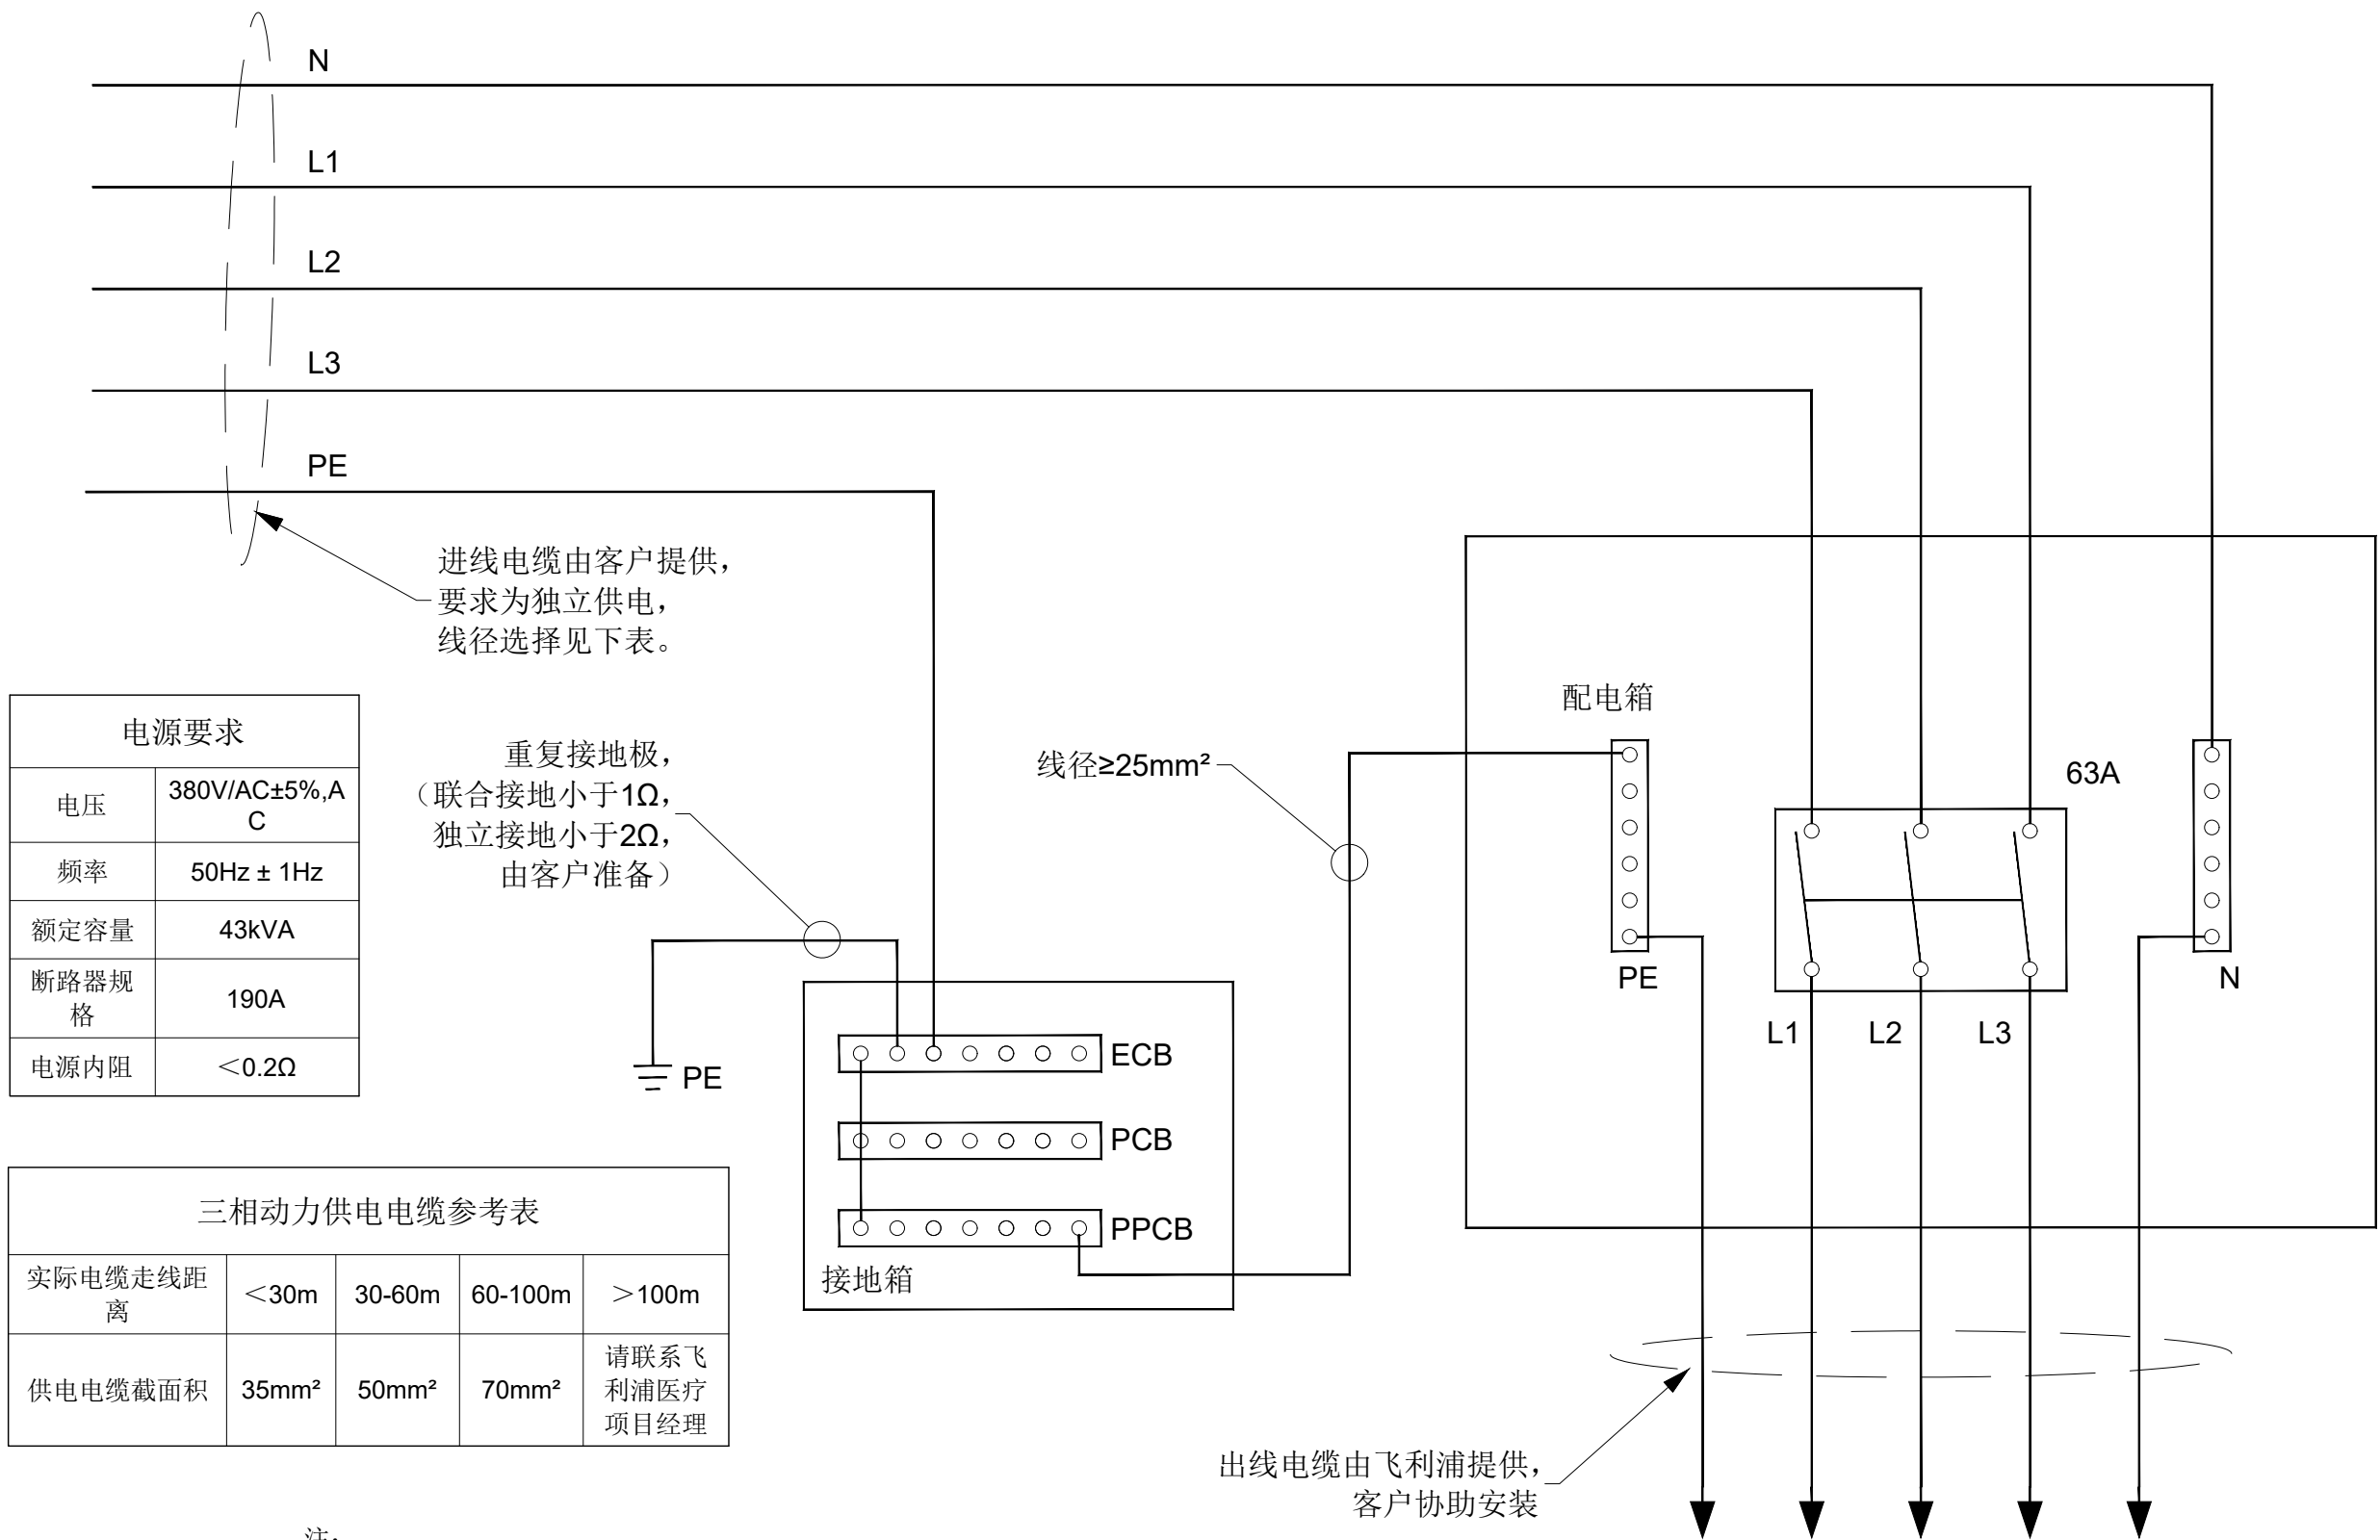 N
L1
L2
L3
PE
进线电缆由客户提供，
要求为独立供电，
线径选择见下表。
电源要求
电压 380V/AC±5%,A
C
频率 50Hz ± 1Hz
额定容量 43kVA
断路器规
格 190A
电源内阻 ＜0.2Ω
重复接地极，
（联合接地小于1Ω，
独立接地小于2Ω，
由客户准备）
PE
线径≥25mm²
配电箱
63A
PE
N
L1 L2 L3
ECB
PCB
PPCB
接地箱
三相动力供电电缆参考表
实际电缆走线距
离 ＜30m 30-60m 60-100m ＞100m
供电电缆截面积 35mm² 50mm² 70mm² 请联系飞
利浦医疗
项目经理
出线电缆由飞利浦提供，
客户协助安装